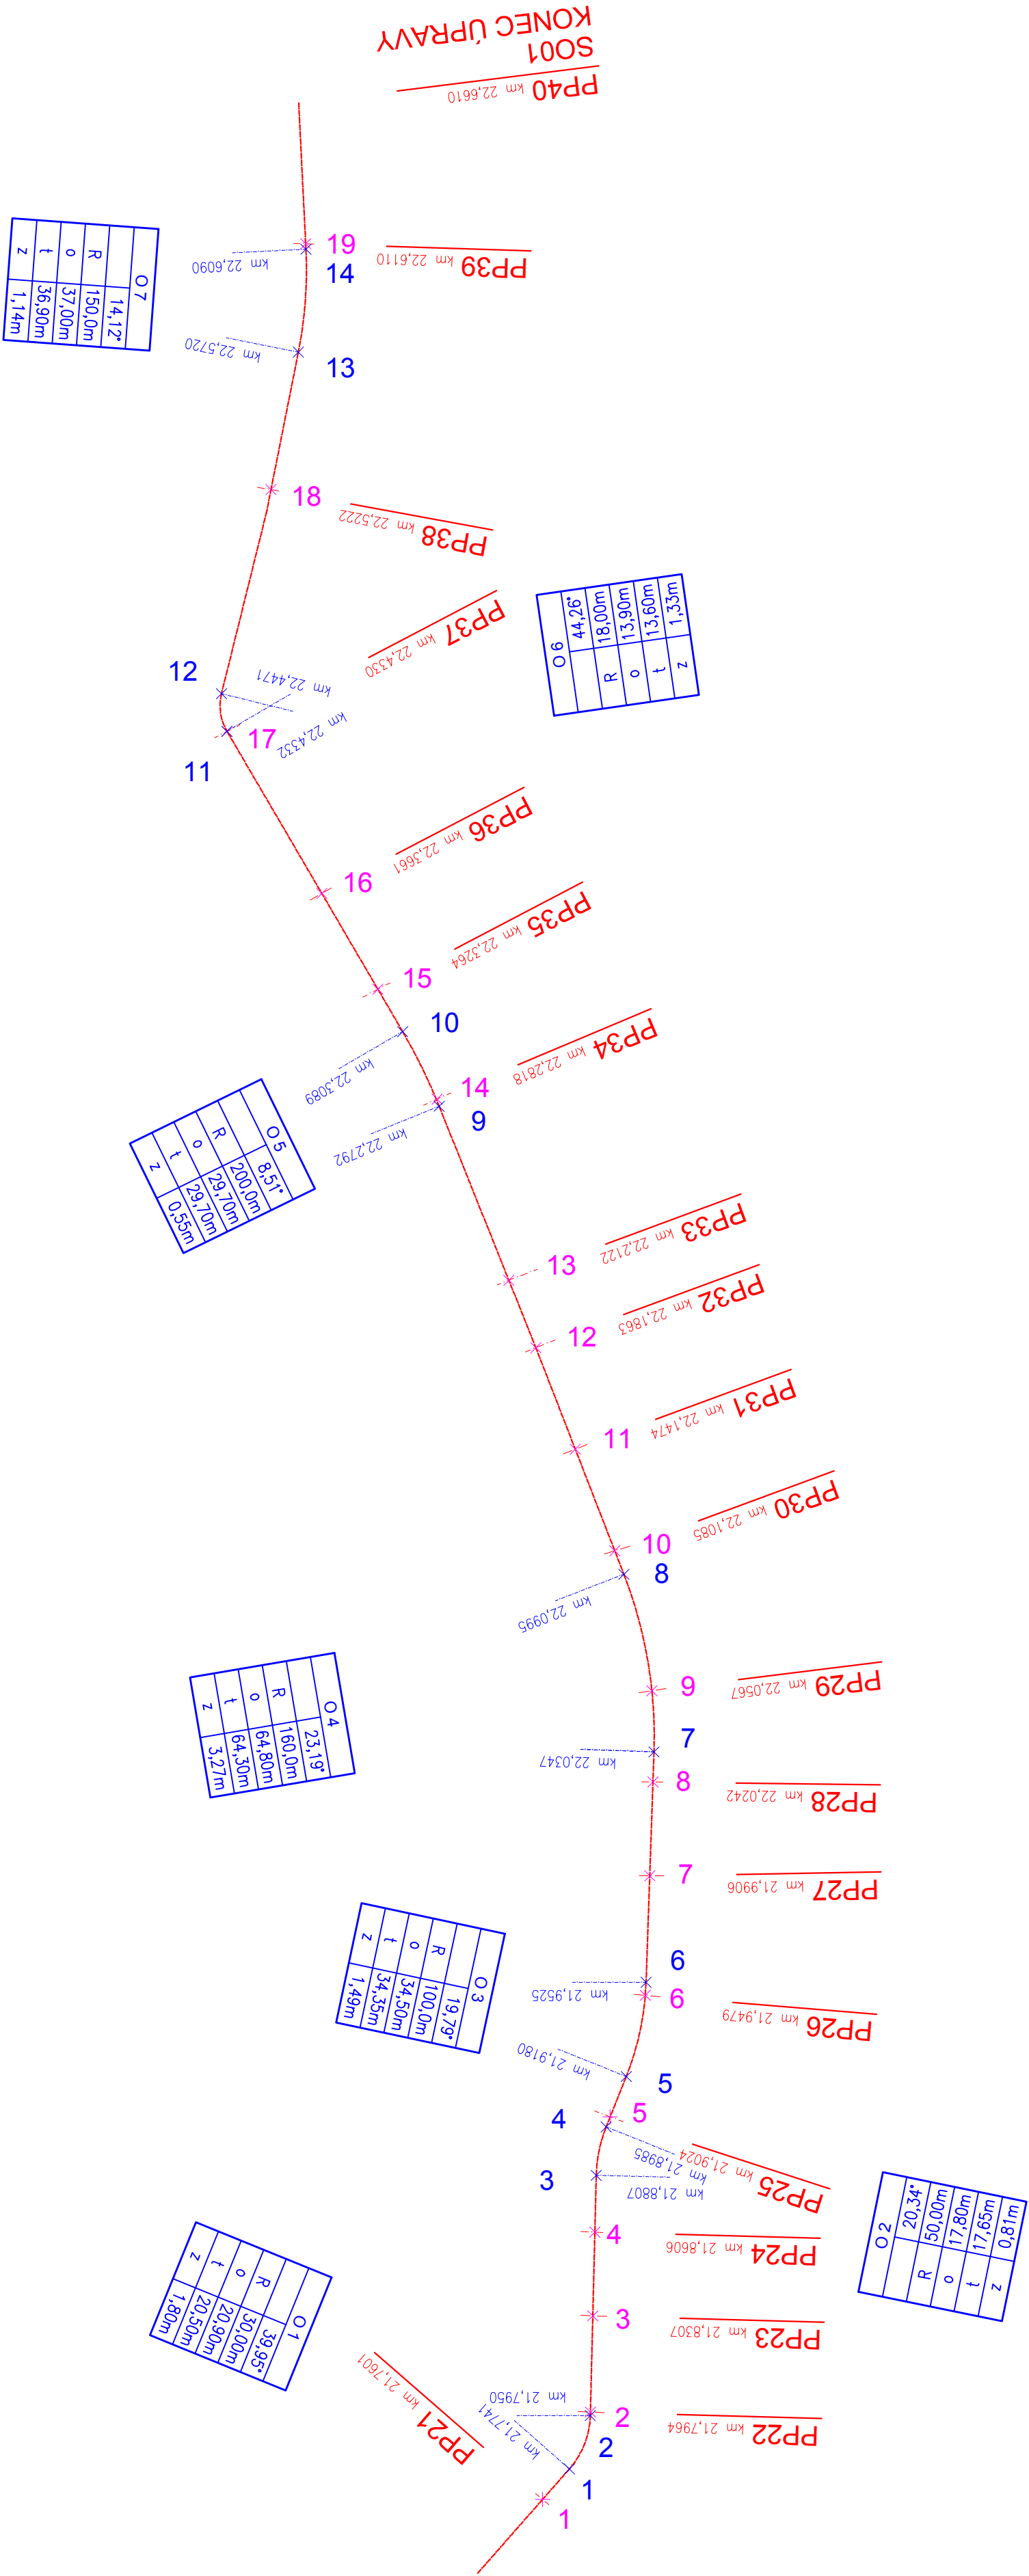 KONEC ÚPRAVY
SO01
PP40 km 22,6610
19
PP39 km 22,6110
14
km 22,6090
O 7
14,12°
R 150,0m
o 37,00m
t 36,90m
z 1,14m
km 22,5720
13
18
PP38 km 22,5222
O 6
44,26°
R 18,00m
o 13,90m
t 13,60m
z 1,33m
PP37 km 22,4330
12
km 22,4471
17
km 22,4332
11
PP36 km 22,3661
16
PP35 km 22,3264
15
10
PP34 km 22,2818
km 22,3089
14
9
km 22,2792
O 5
8,51°
R 200,0m
o 29,70m
t 29,70m
z 0,55m
PP33 km 22,2122
13
PP32 km 22,1863
12
PP31 km 22,1474
11
PP30 km 22,1085
10
8
km 22,0995
PP29 km 22,0567
9
O 4
23,19°
R 160,0m
o 64,80m
t 64,30m
z 3,27m
7
km 22,0347
8
PP28 km 22,0242
7
PP27 km 21,9906
6
km 21,9525
6
PP26 km 21,9479
O 3
19,79°
R 100,0m
o 34,50m
t 34,35m
z 1,49m
km 21,9180
5
5
4
PP25 km 21,9024
km 21,8985
3
km 21,8807
O 2
20,34°
R 50,00m
o 17,80m
t 17,65m
z 0,81m
4
PP24 km 21,8606
3
PP23 km 21,8307
O 1
39,95°
R 30,00m
o 20,90m
t 20,50m
z 1,80m
PP21 km 21,7601
km 21,7950
2
PP22 km 21,7964
km 21,7741
2
1
1